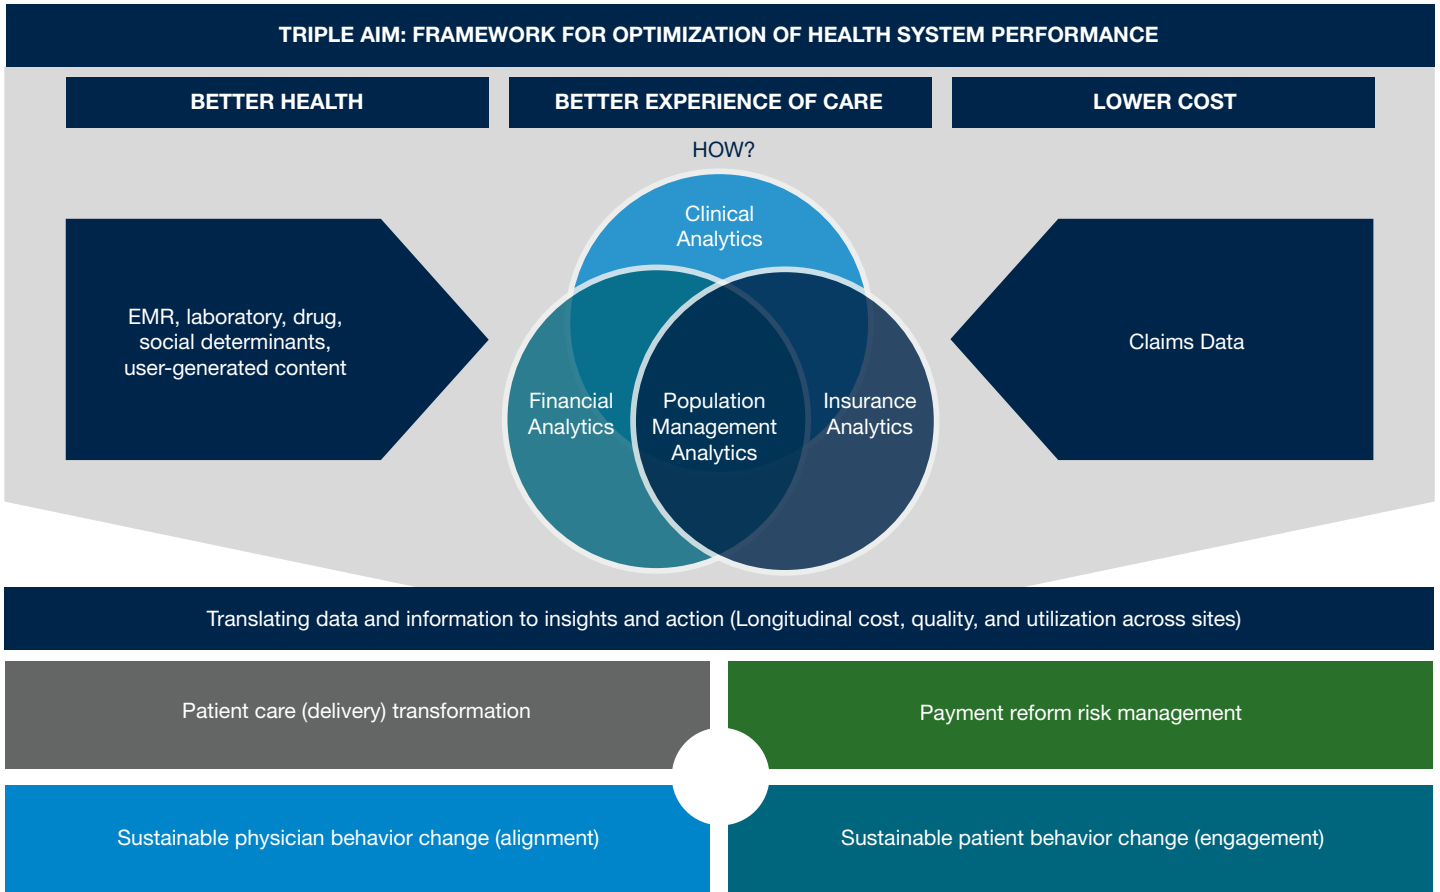 TRIPLE AIM: FRAMEWORK FOR OPTIMIZATION OF HEALTH SYSTEM PERFORMANCE
BETTER HEALTH
BETTER EXPERIENCE OF CARE
LOWER COST
HOW?
Clinical
Analytics
EMR, laboratory, drug,
social determinants,
user-generated content
Financial
Analytics
Population
Management
Analytics
Insurance
Analytics
Claims Data
Translating data and information to insights and action (Longitudinal cost, quality, and utilization across sites)
Patient care (delivery) transformation
Payment reform risk management
Sustainable physician behavior change (alignment)
Sustainable patient behavior change (engagement)